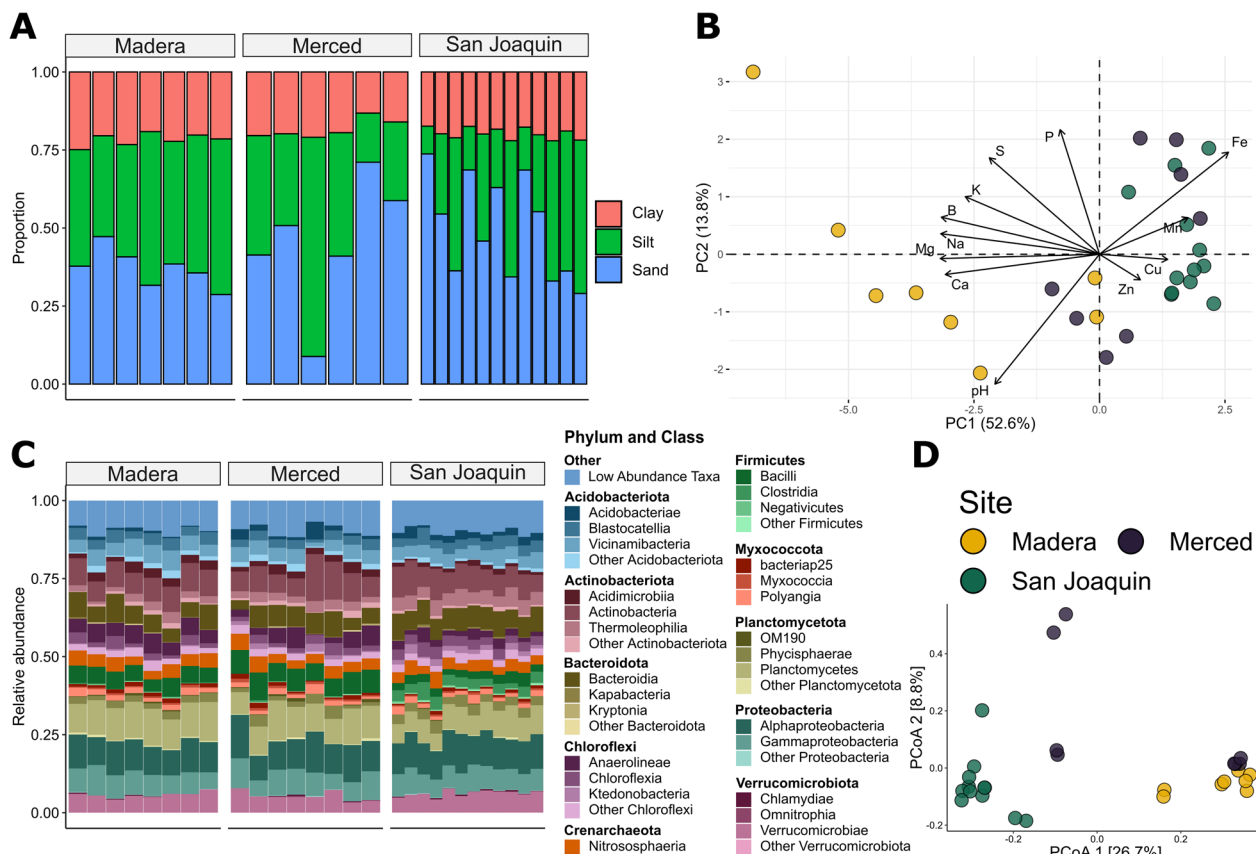 A
Madera
Merced
San Joaquin
1.00
0.75
0.50
0.25
0.00
Proportion
Clay
Silt
Sand
B
3
2
1
0
-1
-2
PC2 (13.8%)
P
S
K
B
Na
Mg
Ca
pH
Fe
Mn
Cu
Zn
-5.0
-2.5
0.0
2.5
PC1 (52.6%)
C
Madera
Merced
San Joaquin
1.00
0.75
0.50
0.25
0.00
Relative abundance
Phylum and Class
Other
Low Abundance Taxa
Acidobacteriota
Acidobacteriae
Blastocatellia
Vicinamibacteria
Other Acidobacteriota
Actinobacteriota
Acidimicrobiia
Actinobacteria
Thermoleophilia
Other Actinobacteriota
Bacteroidota
Bacteroidia
Kapabacteria
Kryptonia
Other Bacteroidota
Chloroflexi
Anaerolineae
Chloroflexia
Ktedonobacteria
Other Chloroflexi
Crenarchaeota
Nitrososphaeria
Firmicutes
Bacilli
Clostridia
Negativicutes
Other Firmicutes
Myxococcota
bacteriap25
Myxococcia
Polyangia
Planctomycetota
OM190
Phycisphaerae
Planctomycetes
Other Planctomycetota
Proteobacteria
Alphaproteobacteria
Gammaproteobacteria
Other Proteobacteria
Verrucomicrobiota
Chlamydiae
Omnitrophia
Verrucomicrobiae
Other Verrucomicrobiota
D
Site
Madera
Merced
San Joaquin
0.4
0.2
0.0
-0.2
PCoA 2 [8.8%]
-0.2
0.0
0.2
PCoA 1 [26.7%]